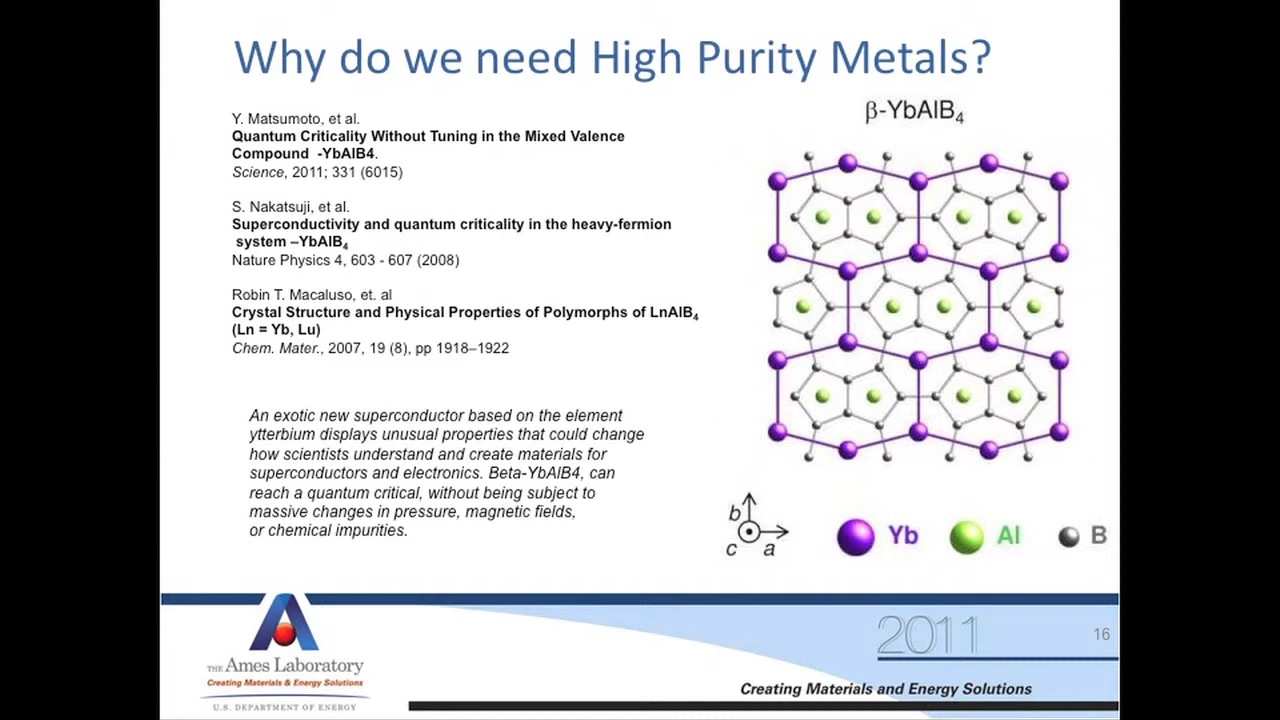 Why do we need High Purity Metals?
Y. Matsumoto, et al.
Quantum Criticality Without Tuning in the Mixed Valence
Compound -YbAlB4.
Science, 2011; 331 (6015)
S. Nakatsuji, et al.
Superconductivity and quantum criticality in the heavy-fermion
system –YbAlB4
Nature Physics 4, 603 - 607 (2008)
Robin T. Macaluso, et. al
Crystal Structure and Physical Properties of Polymorphs of LnAlB4
(Ln = Yb, Lu)
Chem. Mater., 2007, 19 (8), pp 1918–1922
An exotic new superconductor based on the element
ytterbium displays unusual properties that could change
how scientists understand and create materials for
superconductors and electronics. Beta-YbAlB4, can
reach a quantum critical, without being subject to
massive changes in pressure, magnetic fields,
or chemical impurities.
β-YbAlB4
b
c a
Yb Al B
THE Ames Laboratory
Creating Materials & Energy Solutions
U.S. DEPARTMENT OF ENERGY
2011
16
Creating Materials and Energy Solutions